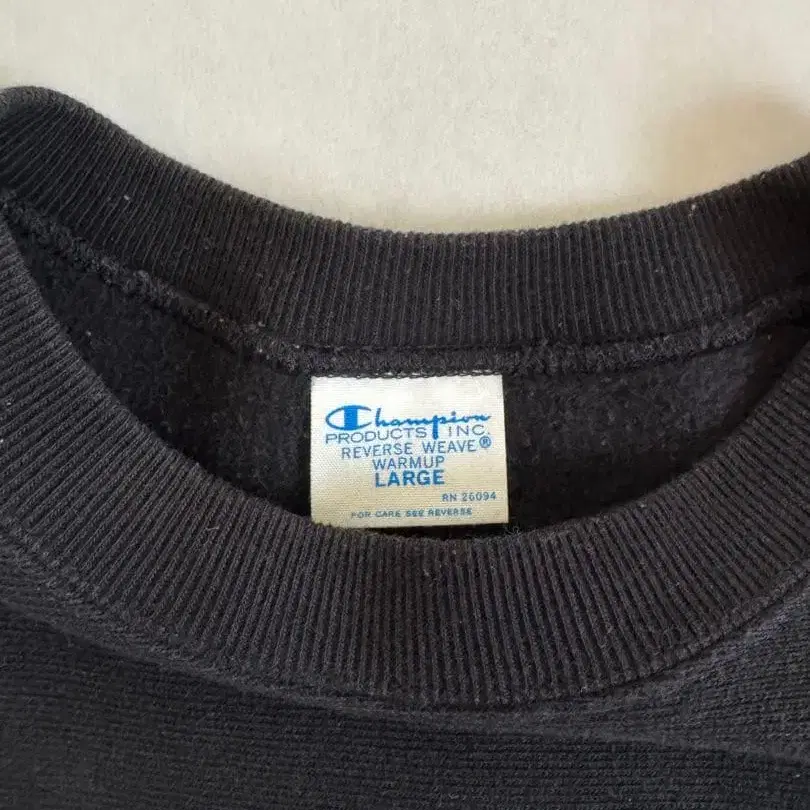 Champion
PRODUCTS INC.
REVERSE WEAVE®
WARMUP
LARGE
RN 26094
FOR CARE SEE REVERSE